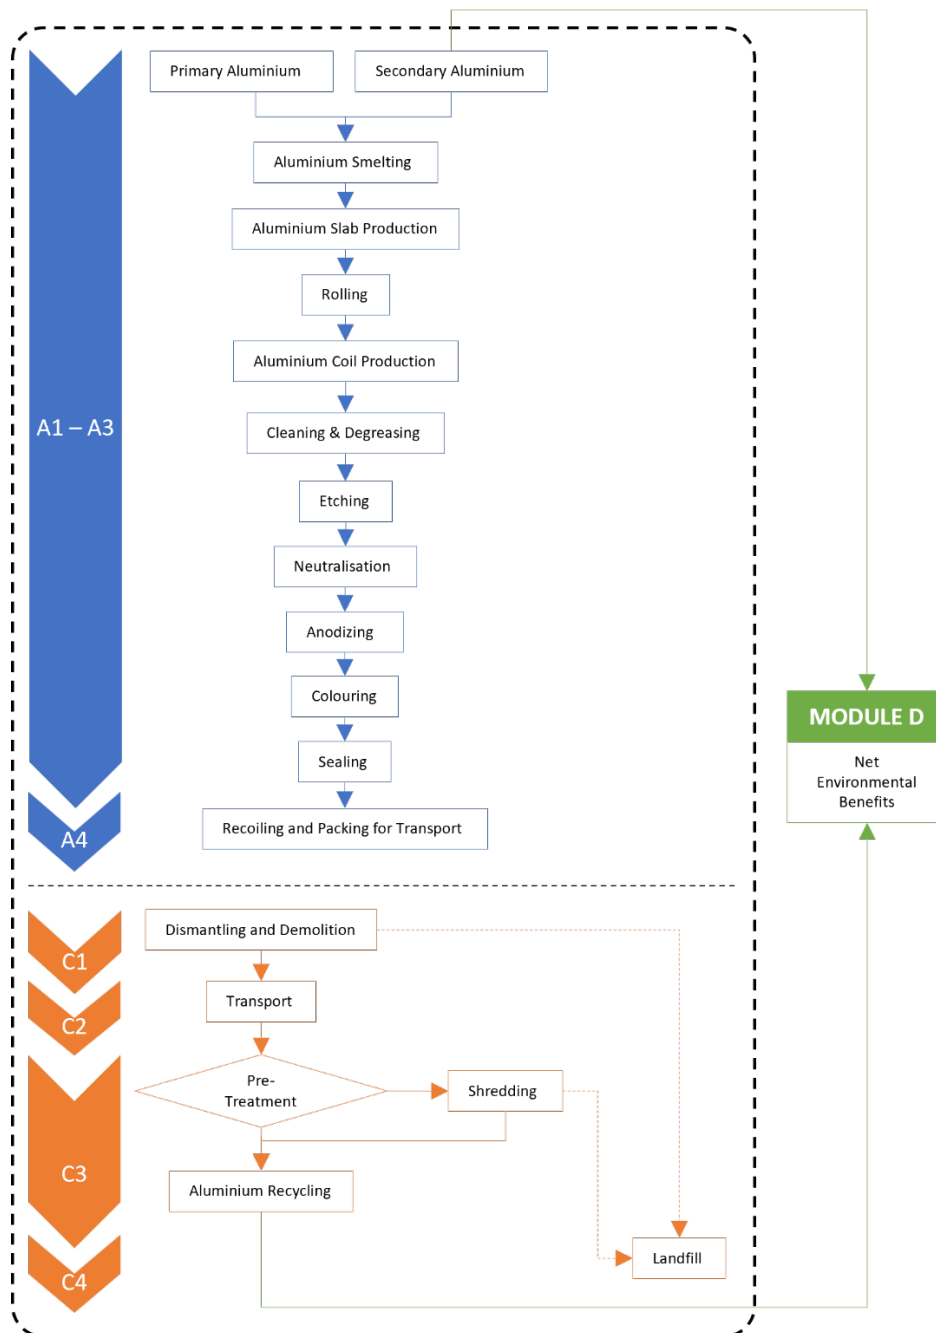 Primary Aluminium
Secondary Aluminium
Aluminium Smelting
Aluminium Slab Production
Rolling
Aluminium Coil Production
A1 – A3
Cleaning & Degreasing
Etching
Neutralisation
Anodizing
Colouring
Sealing
Recoiling and Packing for Transport
A4
MODULE D
Net
Environmental
Benefits
Dismantling and Demolition
C1
Transport
C2
Pre-
Treatment
Shredding
C3
Aluminium Recycling
Landfill
C4